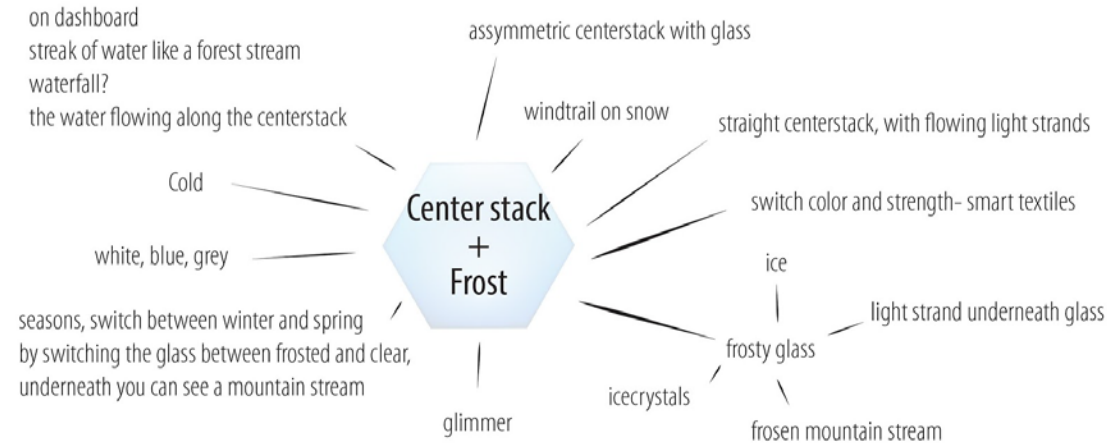 on dashboard
streak of water like a forest stream
waterfall?
the water flowing along the centerstack
assymmetric centerstack with glass
windtrail on snow
straight centerstack, with flowing light strands
Cold
switch color and strength- smart textiles
Center stack
+
Frost
white, blue, grey
ice
seasons, switch between winter and spring
by switching the glass between frosted and clear,
underneath you can see a mountain stream
light strand underneath glass
frosty glass
icecrystals
glimmer
frozen mountain stream